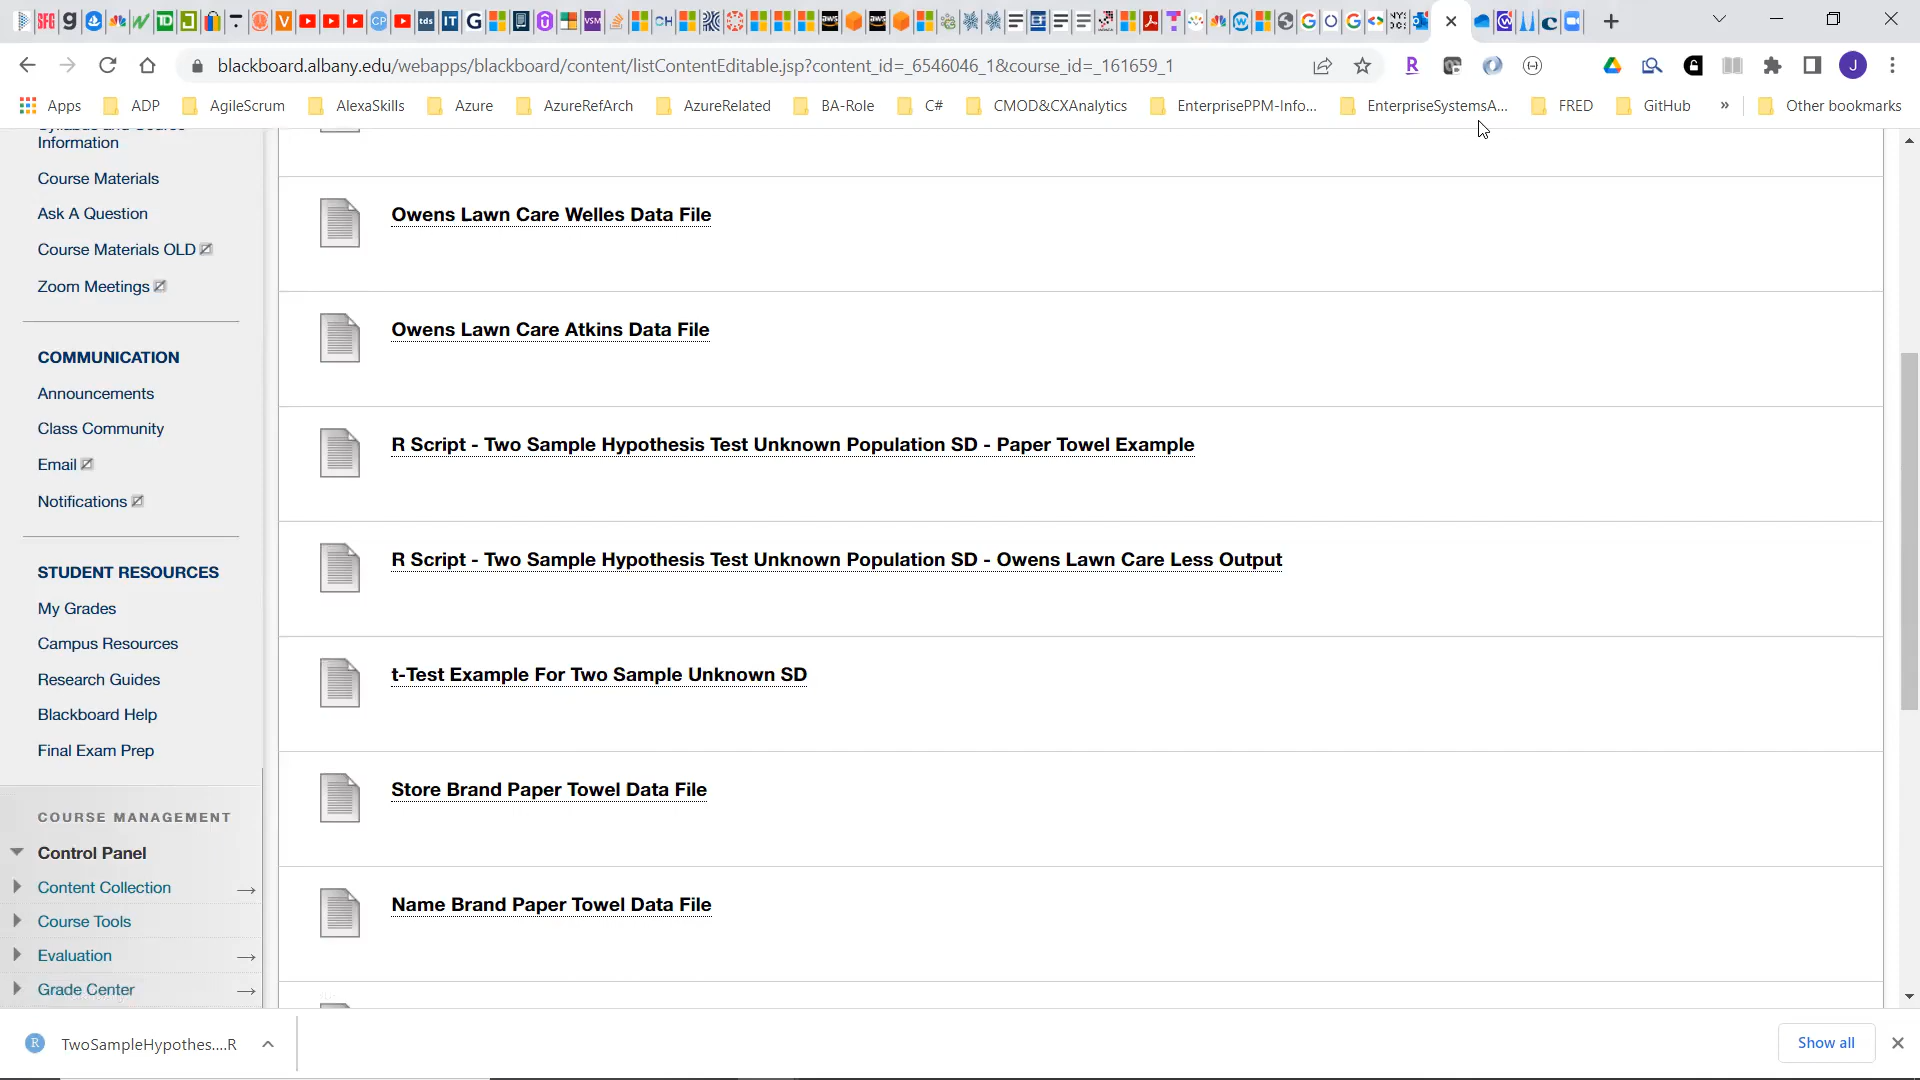 blackboard.albany.edu/webapps/blackboard/content/listContentEditable.jsp?content_id=_6546046_1&course_id=_161659_1
Apps ADP AgileScrum AlexaSkills Azure AzureRefArch AzureRelated BA-Role C# CMOD&CXAnalytics EnterprisePPM-Info... EnterpriseSystemsA... FRED GitHub » Other bookmarks
Syllabus and Course
Information
Course Materials
Ask A Question
Course Materials OLD
Zoom Meetings
COMMUNICATION
Announcements
Class Community
Email
Notifications
STUDENT RESOURCES
My Grades
Campus Resources
Research Guides
Blackboard Help
Final Exam Prep
COURSE MANAGEMENT
Control Panel
Content Collection
Course Tools
Evaluation
Grade Center
Owens Lawn Care Welles Data File
Owens Lawn Care Atkins Data File
R Script - Two Sample Hypothesis Test Unknown Population SD - Paper Towel Example
R Script - Two Sample Hypothesis Test Unknown Population SD - Owens Lawn Care Less Output
t-Test Example For Two Sample Unknown SD
Store Brand Paper Towel Data File
Name Brand Paper Towel Data File
TwoSampleHypothes....R
Show all